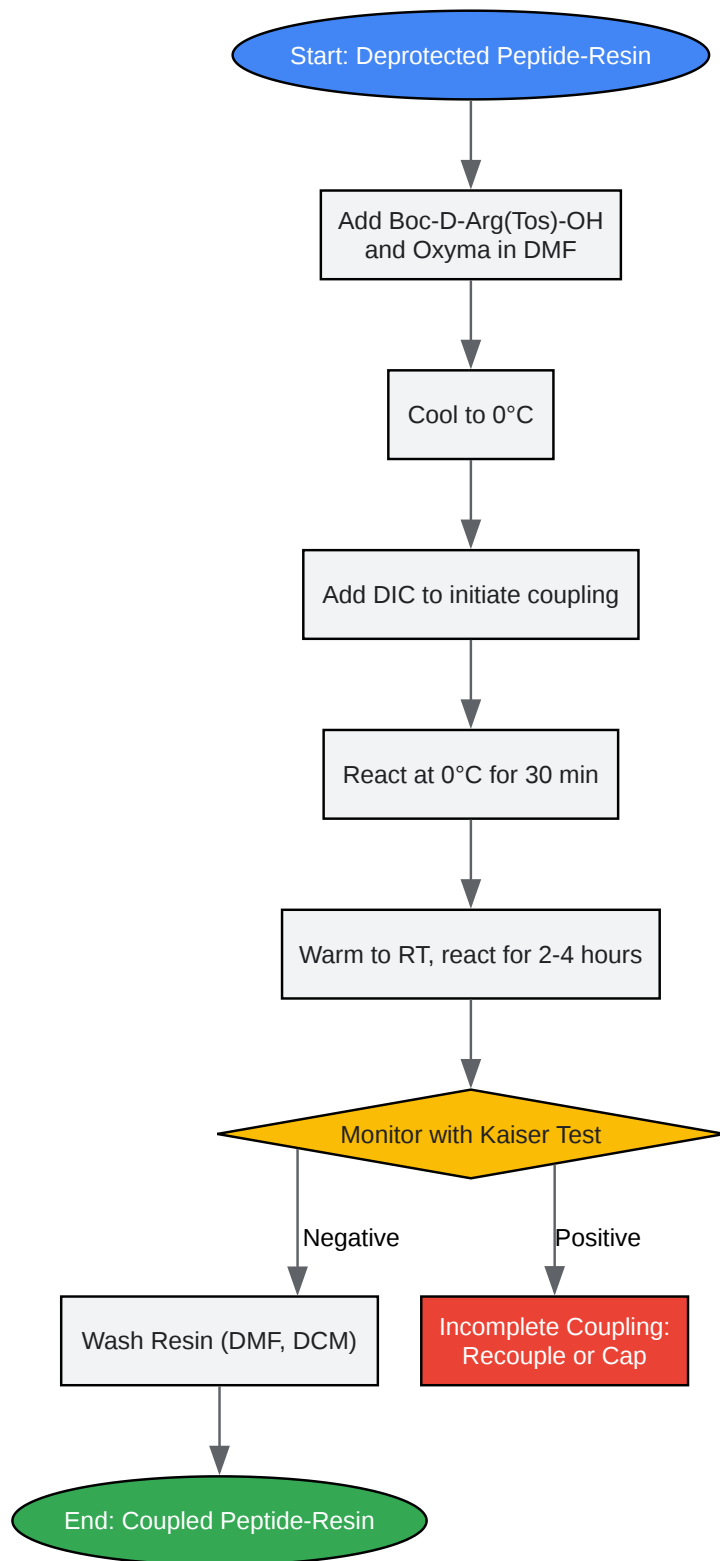 Start: Deprotected Peptide-Resin
Add Boc-D-Arg(Tos)-OH
and Oxyma in DMF
Cool to 0°C
Add DIC to initiate coupling
React at 0°C for 30 min
Warm to RT, react for 2-4 hours
Monitor with Kaiser Test
Negative
Positive
Wash Resin (DMF, DCM)
Incomplete Coupling:
Recouple or Cap
End: Coupled Peptide-Resin